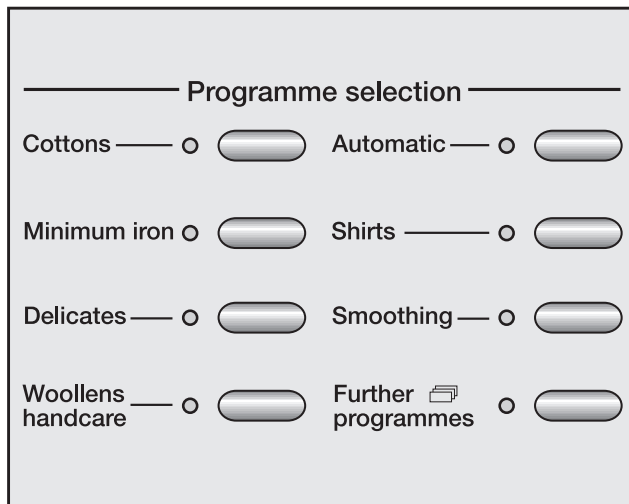 Programme selection
Cottons
Automatic
Minimum iron
Shirts
Delicates
Smoothing
Woollens
handcare
Further
programmes